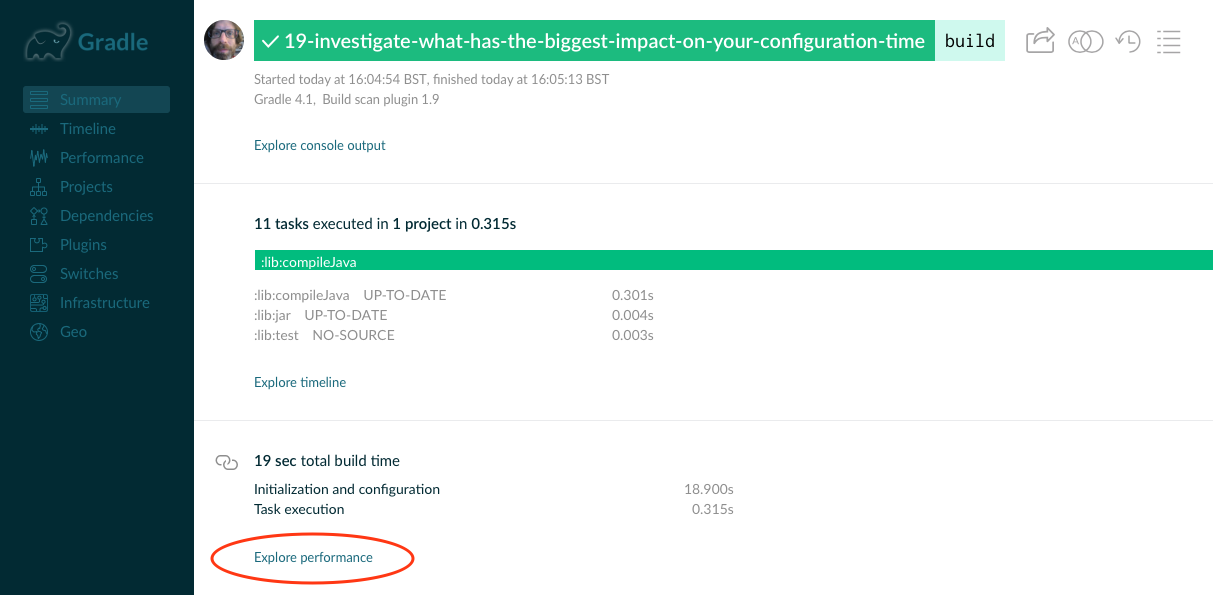 Gradle
Summary
Timeline
Performance
Projects
Dependencies
Plugins
Switches
Infrastructure
Geo
19-investigate-what-has-the-biggest-impact-on-your-configuration-time build
Started today at 16:04:54 BST, finished today at 16:05:13 BST
Gradle 4.1, Build scan plugin 1.9
Explore console output
11 tasks executed in 1 project in 0.315s
:lib:compileJava
:lib:compileJava UP-TO-DATE 0.301s
:lib:jar UP-TO-DATE 0.004s
:lib:test NO-SOURCE 0.003s
Explore timeline
19 sec total build time
Initialization and configuration 18.900s
Task execution 0.315s
Explore performance